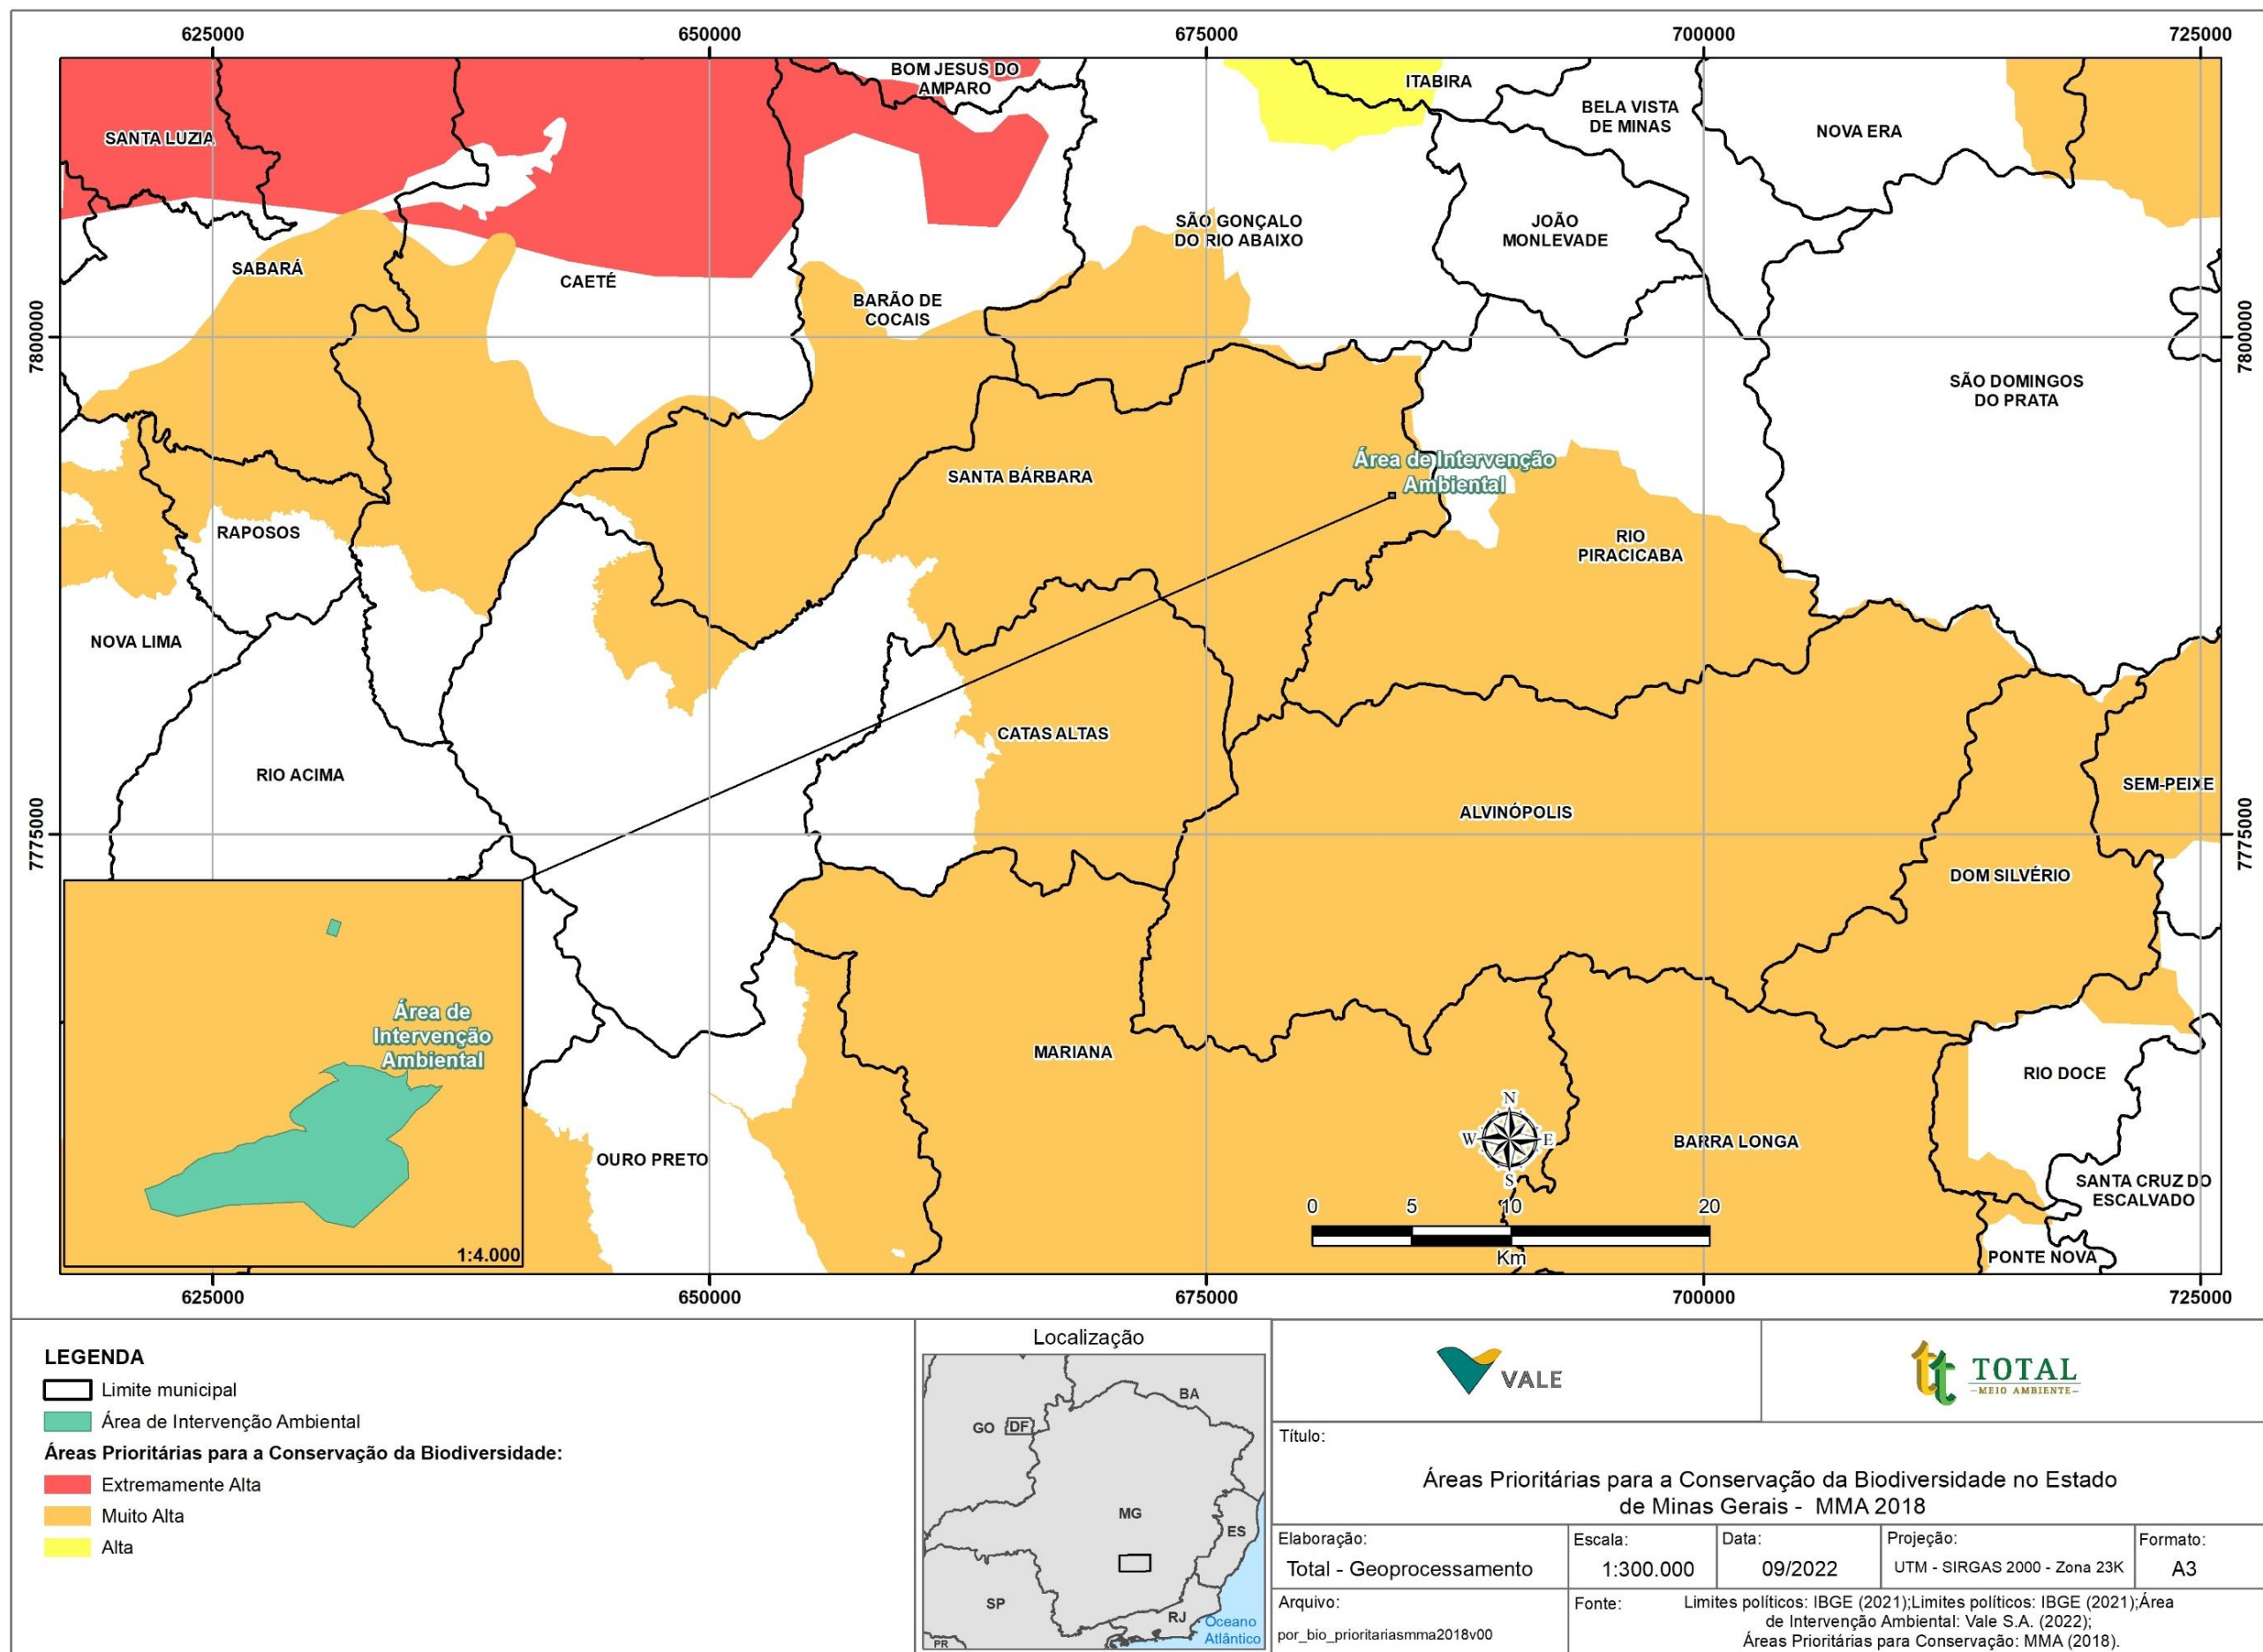 625000
650000
675000
700000
725000
BOM JESUS DO
AMPARO
ITABIRA
BELA VISTA
DE MINAS
NOVA ERA
SANTA LUZIA
SÃO GONÇALO
DO RIO ABAIXO
JOÃO
MONLEVADE
SABARÁ
CAETÉ
BARÃO DE
COCAIS
7800000
7800000
SÃO DOMINGOS
DO PRATA
Área de Intervenção
Ambiental
SANTA BÁRBARA
RAPOSOS
RIO
PIRACICABA
NOVA LIMA
CATAS ALTAS
RIO ACIMA
SEM-PEIXE
ALVINÓPOLIS
7775000
7775000
DOM SILVÉRIO
Área de
Intervenção
Ambiental
MARIANA
RIO DOCE
N
W
E
S
BARRA LONGA
OURO PRETO
SANTA CRUZ DO
ESCALVADO
0
5
10
20
Km
1:4.000
PONTE NOVA
625000
650000
675000
700000
725000
LEGENDA
Limite municipal
Área de Intervenção Ambiental
Áreas Prioritárias para a Conservação da Biodiversidade:
Extremamente Alta
Muito Alta
Alta
Localização
BA
GO
DF
MG
ES
SP
RJ
PR
Oceano
Atlântico
VALE
tt TOTAL
MEIO AMBIENTE
Título:
Áreas Prioritárias para a Conservação da Biodiversidade no Estado
de Minas Gerais - MMA 2018
Elaboração:
Total - Geoprocessamento
Escala:
1:300.000
Data:
09/2022
Projeção:
UTM - SIRGAS 2000 - Zona 23K
Formato:
A3
Arquivo:
por_bio_prioritariasmma2018v00
Fonte:
Limites políticos: IBGE (2021);Limites políticos: IBGE (2021);Área
de Intervenção Ambiental: Vale S.A. (2022);
Áreas Prioritárias para Conservação: MMA (2018).